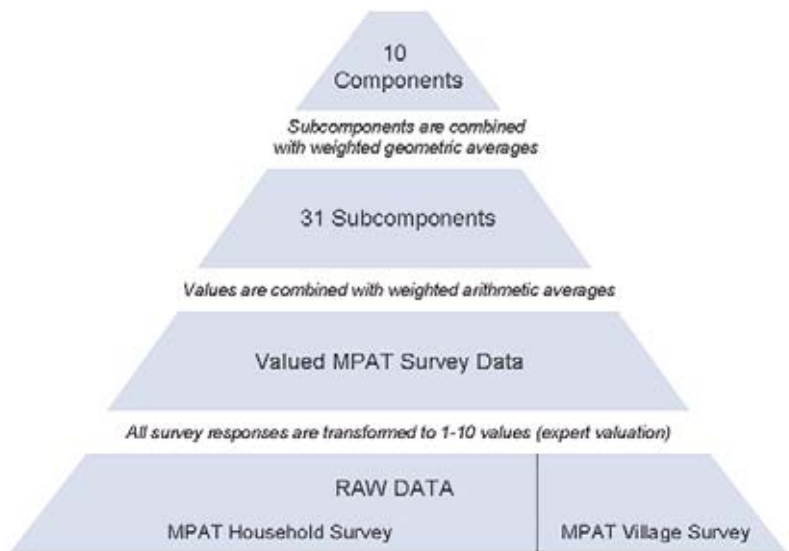 10
Components
Subcomponents are combined
with weighted geometric averages
31 Subcomponents
Values are combined with weighted arithmetic averages
Valued MPAT Survey Data
All survey responses are transformed to 1-10 values (expert valuation)
RAW DATA
MPAT Household Survey
MPAT Village Survey